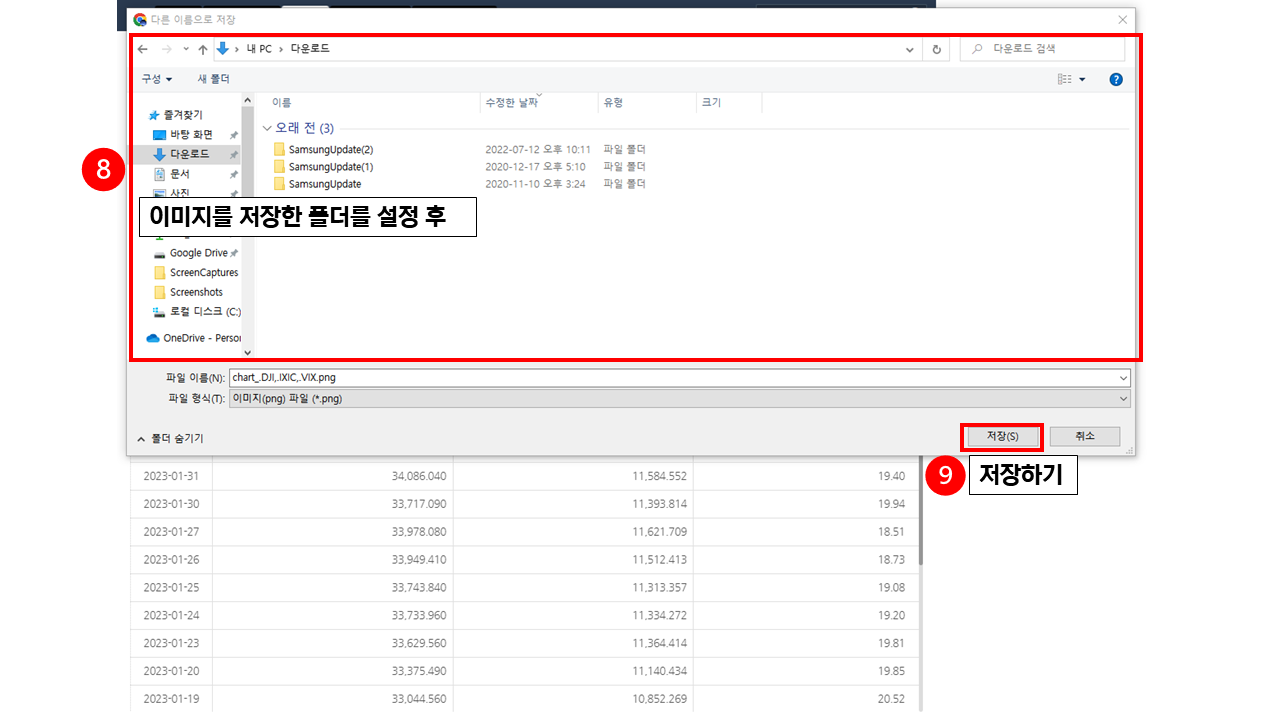 다른 이름으로 저장
내 PC > 다운로드
다운로드 검색
구성
새 폴더
이름
수정한 날짜
유형
크기
즐겨찾기
바탕 화면
다운로드
문서
사진
Google Drive
ScreenCaptures
Screenshots
로컬 디스크 (C:)
OneDrive - Person
오래 전 (3)
SamsungUpdate(2) 2022-07-12 오후 10:11 파일 폴더
SamsungUpdate(1) 2020-12-17 오후 5:10 파일 폴더
SamsungUpdate 2020-11-10 오후 3:24 파일 폴더
8
이미지를 저장한 폴더를 설정 후
파일 이름(N): chart_.DJI,.IXIC,.VIX.png
파일 형식(T): 이미지(png) 파일 (*.png)
폴더 숨기기
저장(S)
취소
9
저장하기
2023-01-31 34,086.040 11,584.552 19.40
2023-01-30 33,717.090 11,393.814 19.94
2023-01-27 33,978.080 11,621.709 18.51
2023-01-26 33,949.410 11,512.413 18.73
2023-01-25 33,743.840 11,313.357 19.08
2023-01-24 33,733.960 11,334.272 19.20
2023-01-23 33,629.560 11,364.414 19.81
2023-01-20 33,375.490 11,140.434 19.85
2023-01-19 33,044.560 10,852.269 20.52